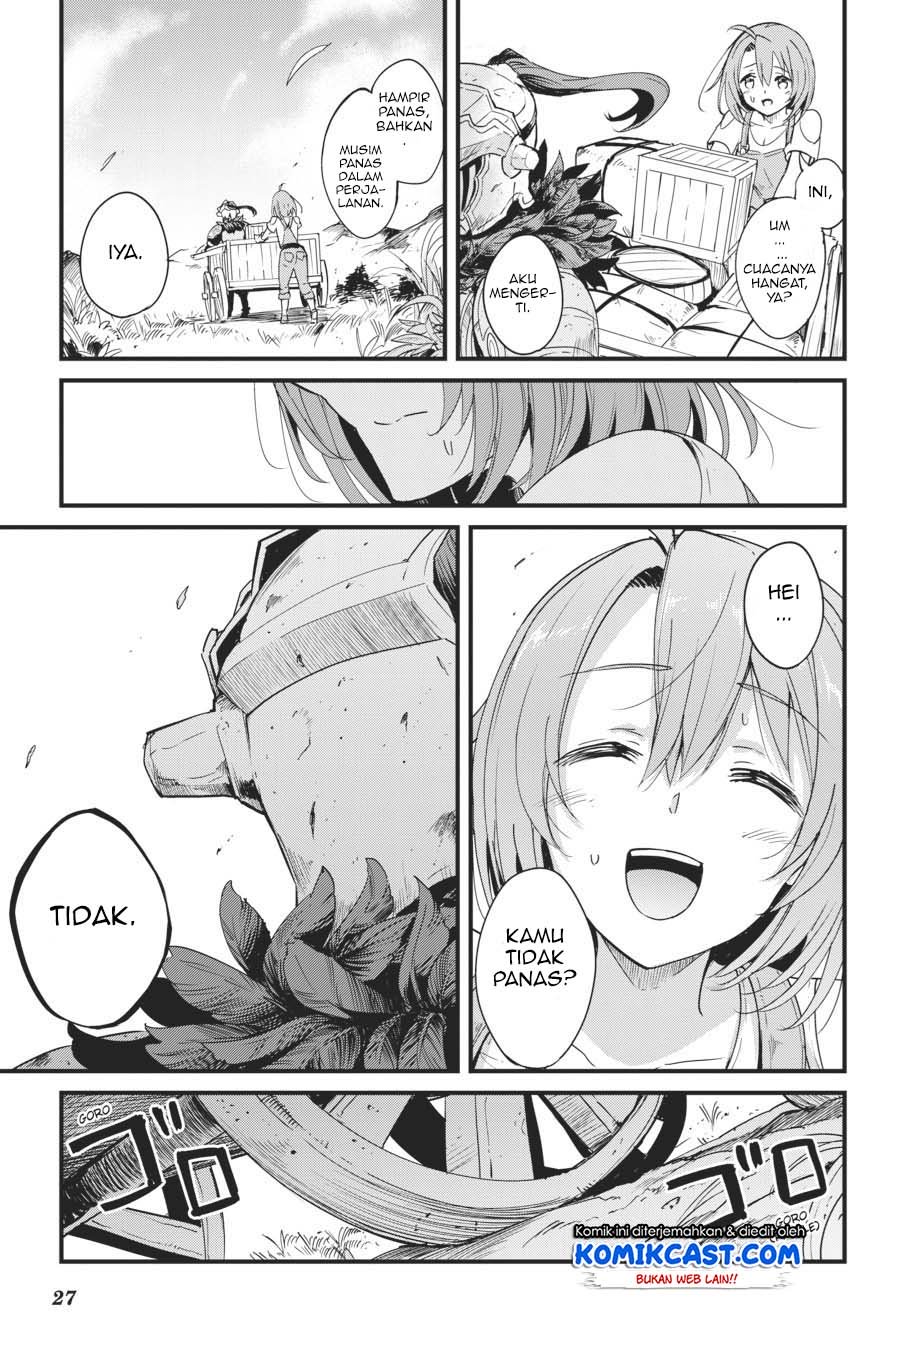 INI,
UM
...
...
CUACANYA
HANGAT,
YA?
AKU
MENGER-
TI.
HAMPIR
PANAS,
BAHKAN
.
MUSIM
PANAS
DALAM
PERJA-
LANAN.
IYA.
HEI
...
KAMU
TIDAK
PANAS?
TIDAK.
GORO
ゴロ
ゴロ
GORO
Komik ini diterjemahkan & diedit oleh
KOMIKCAST.COM
BUKAN WEB LAIN!!
27